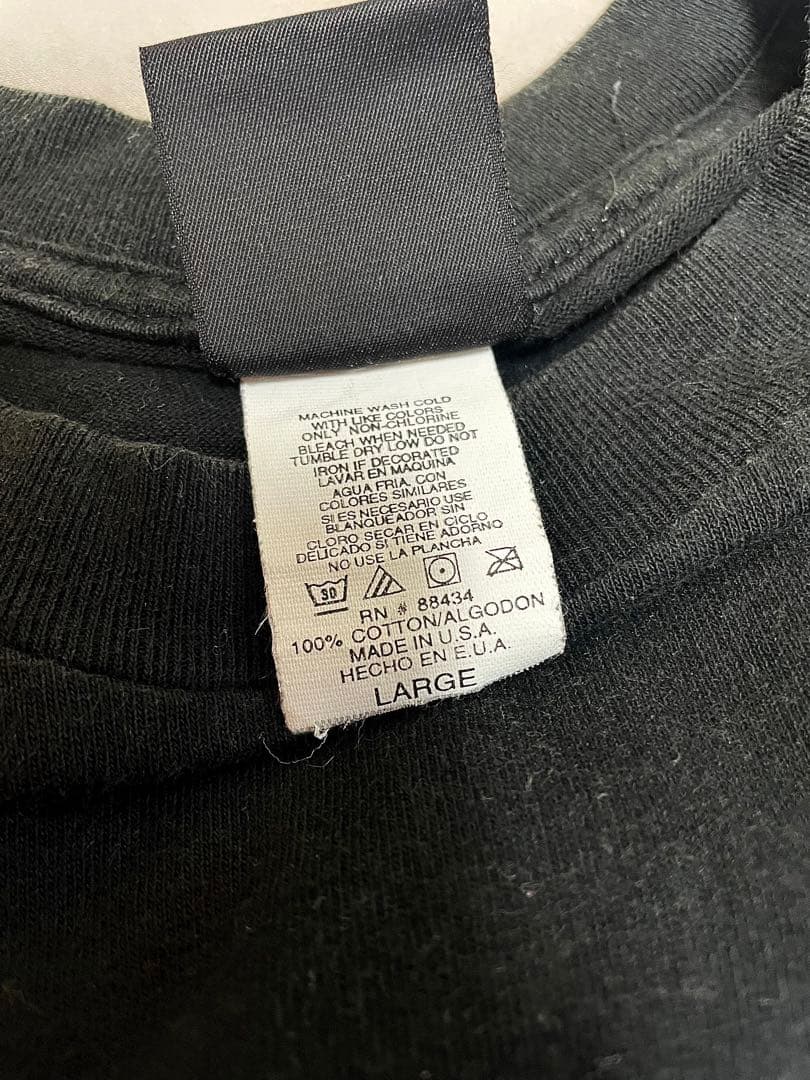 MACHINE WASH COLD
WITH LIKE COLORS
ONLY NON-CHLORINE
BLEACH WHEN NEEDED
TUMBLE DRY LOW DO NOT
IRON IF DECORATED
LAVAR EN MAQUINA
AGUA FRIA, CON
COLORES SIMILARES
SI ES NECESARIO USE
BLANQUEADOR SIN
CLORO SECAR EN CICLO
DELICADO SI TIENE ADORNO
NO USE LA PLANCHA
30
RN # 88434
100% COTTON/ALGODON
MADE IN U.S.A.
HECHO EN E.U.A.
LARGE